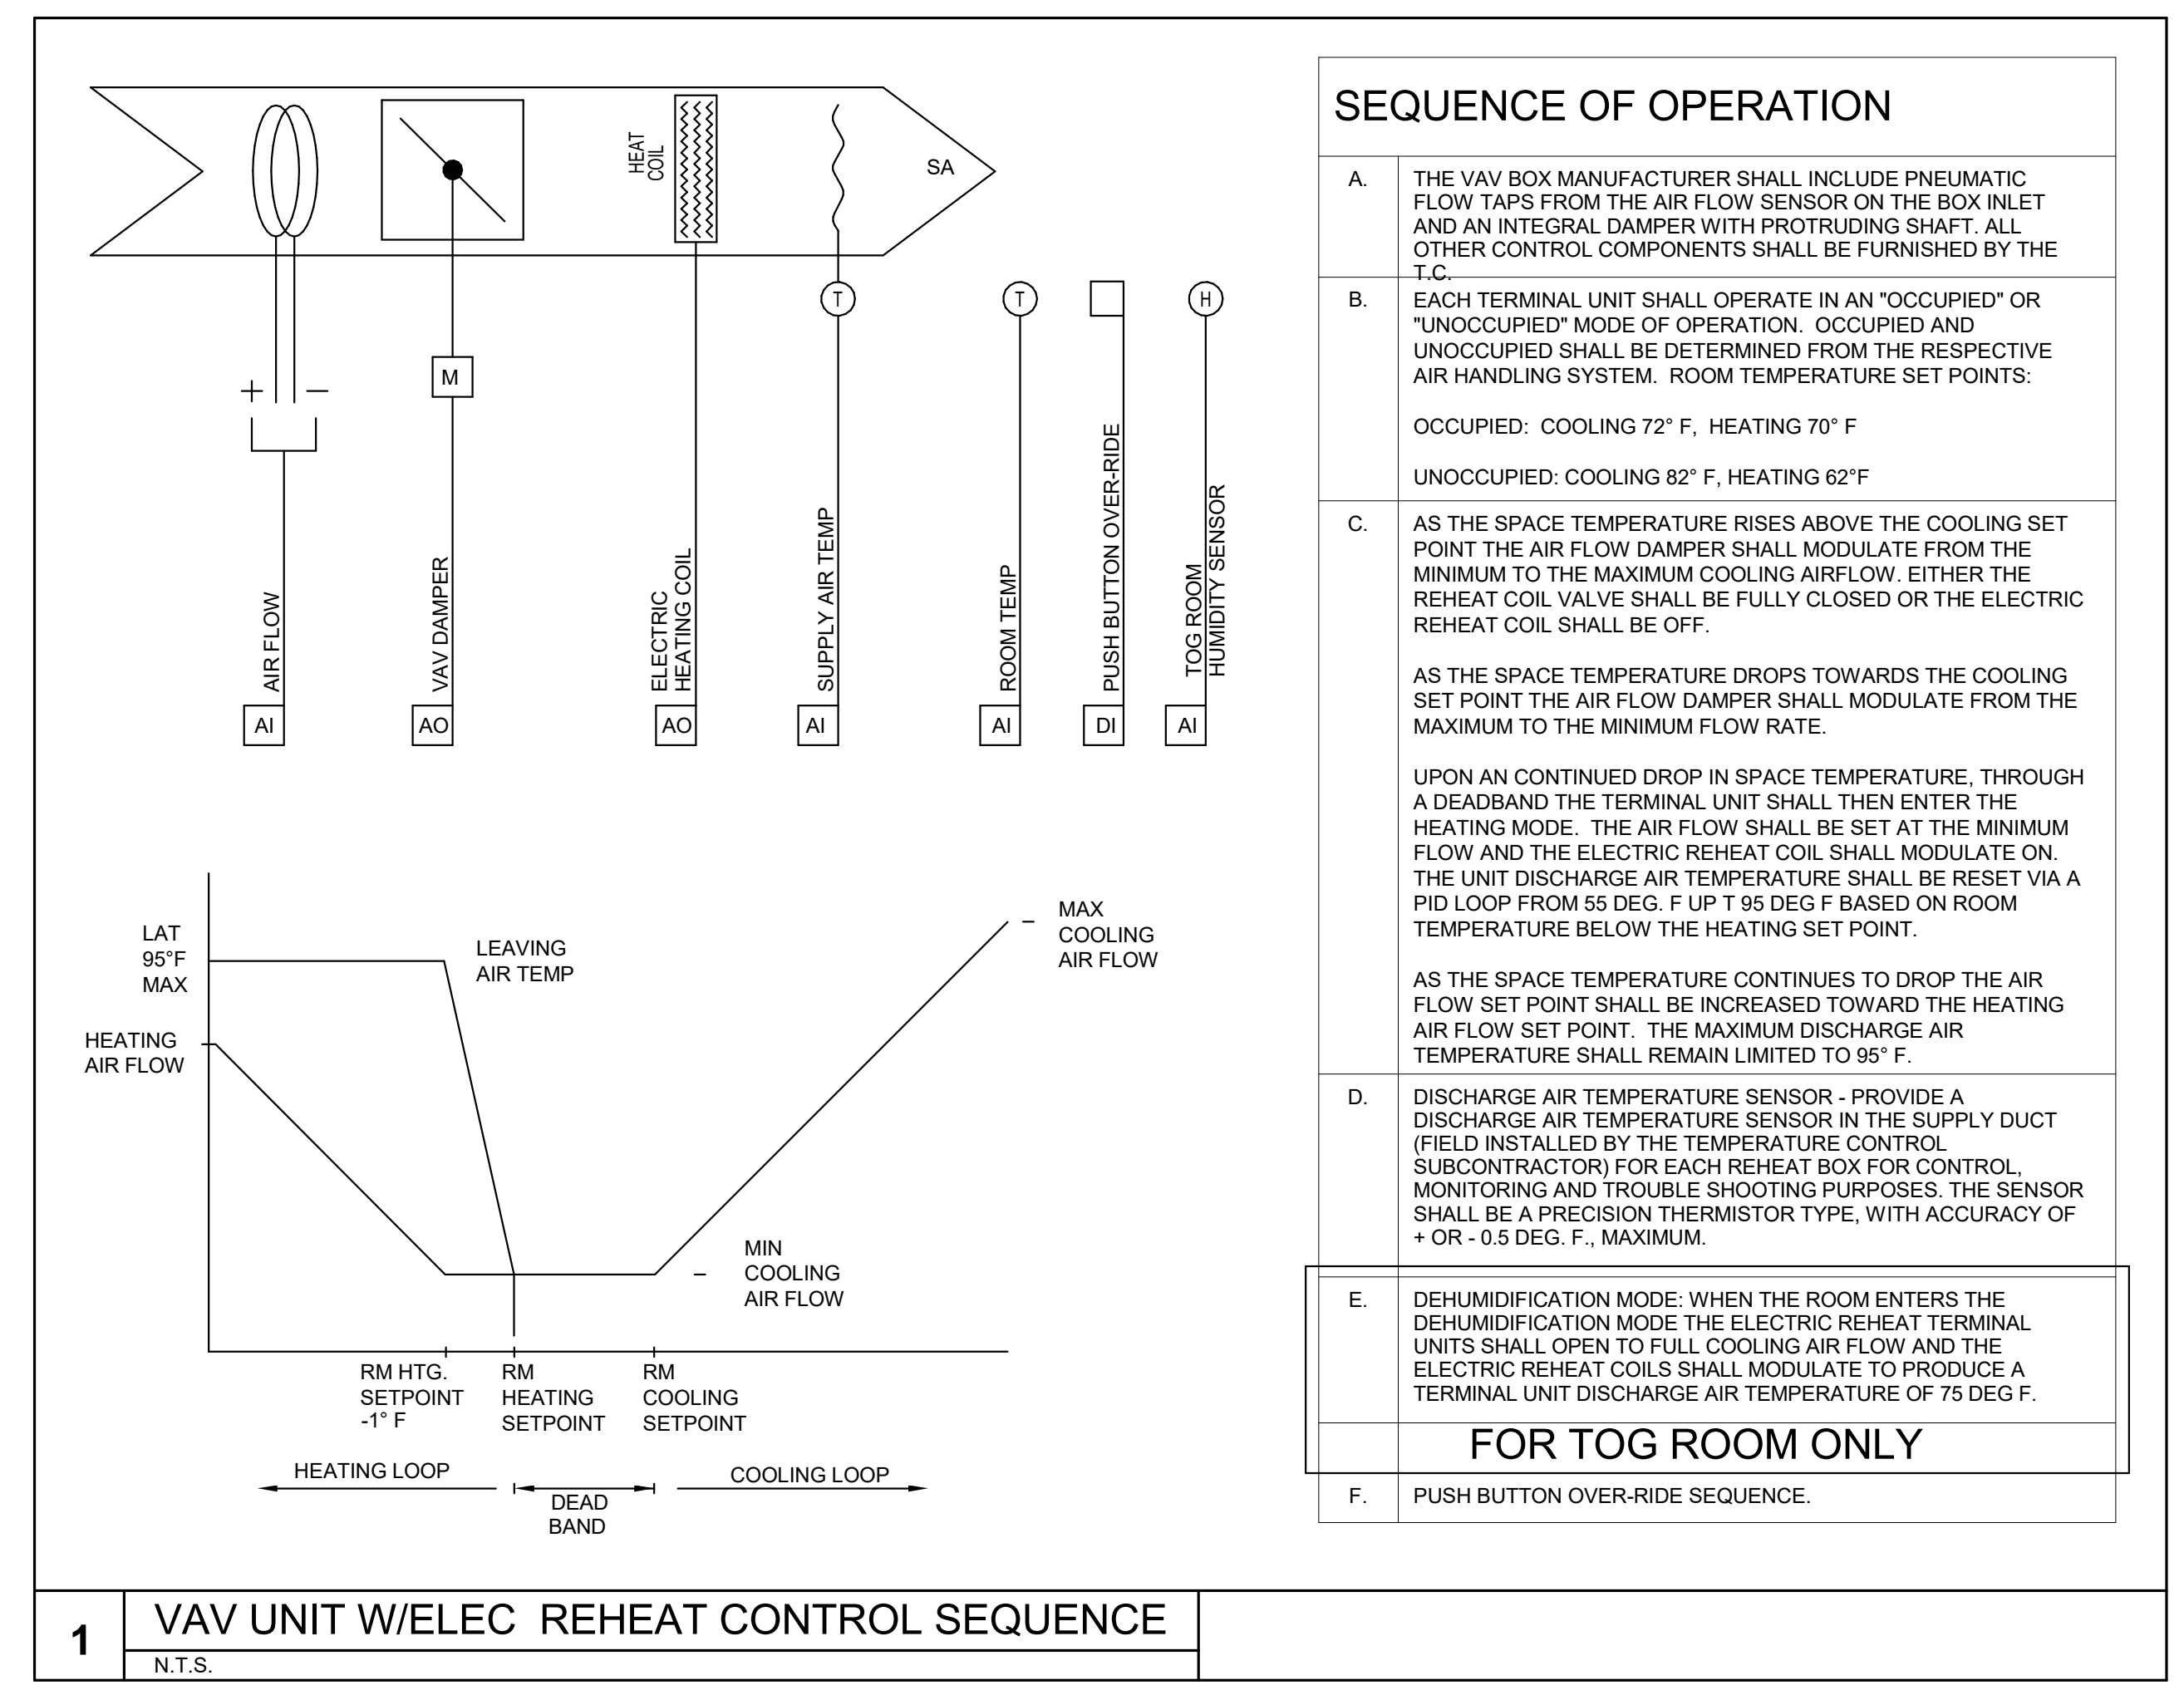 HEAT
COIL
SA
T
T
H
M
+
–
AIR FLOW
VAV DAMPER
ELECTRIC
HEATING COIL
SUPPLY AIR TEMP
ROOM TEMP
PUSH BUTTON OVER-RIDE
TOG ROOM
HUMIDITY SENSOR
AI
AO
AO
AI
AI
DI
AI
LAT
95°F
MAX
LEAVING
AIR TEMP
HEATING
AIR FLOW
MAX
COOLING
AIR FLOW
MIN
COOLING
AIR FLOW
RM HTG.
SETPOINT
-1° F
RM
HEATING
SETPOINT
RM
COOLING
SETPOINT
HEATING LOOP
DEAD
BAND
COOLING LOOP
SEQUENCE OF OPERATION
A.
THE VAV BOX MANUFACTURER SHALL INCLUDE PNEUMATIC
FLOW TAPS FROM THE AIR FLOW SENSOR ON THE BOX INLET
AND AN INTEGRAL DAMPER WITH PROTRUDING SHAFT. ALL
OTHER CONTROL COMPONENTS SHALL BE FURNISHED BY THE
T.C.
B.
EACH TERMINAL UNIT SHALL OPERATE IN AN "OCCUPIED" OR
"UNOCCUPIED" MODE OF OPERATION. OCCUPIED AND
UNOCCUPIED SHALL BE DETERMINED FROM THE RESPECTIVE
AIR HANDLING SYSTEM. ROOM TEMPERATURE SET POINTS:
OCCUPIED: COOLING 72° F, HEATING 70° F
UNOCCUPIED: COOLING 82° F, HEATING 62°F
C.
AS THE SPACE TEMPERATURE RISES ABOVE THE COOLING SET
POINT THE AIR FLOW DAMPER SHALL MODULATE FROM THE
MINIMUM TO THE MAXIMUM COOLING AIRFLOW. EITHER THE
REHEAT COIL VALVE SHALL BE FULLY CLOSED OR THE ELECTRIC
REHEAT COIL SHALL BE OFF.
AS THE SPACE TEMPERATURE DROPS TOWARDS THE COOLING
SET POINT THE AIR FLOW DAMPER SHALL MODULATE FROM THE
MAXIMUM TO THE MINIMUM FLOW RATE.
UPON AN CONTINUED DROP IN SPACE TEMPERATURE, THROUGH
A DEADBAND THE TERMINAL UNIT SHALL THEN ENTER THE
HEATING MODE. THE AIR FLOW SHALL BE SET AT THE MINIMUM
FLOW AND THE ELECTRIC REHEAT COIL SHALL MODULATE ON.
THE UNIT DISCHARGE AIR TEMPERATURE SHALL BE RESET VIA A
PID LOOP FROM 55 DEG. F UP T 95 DEG F BASED ON ROOM
TEMPERATURE BELOW THE HEATING SET POINT.
AS THE SPACE TEMPERATURE CONTINUES TO DROP THE AIR
FLOW SET POINT SHALL BE INCREASED TOWARD THE HEATING
AIR FLOW SET POINT. THE MAXIMUM DISCHARGE AIR
TEMPERATURE SHALL REMAIN LIMITED TO 95° F.
D.
DISCHARGE AIR TEMPERATURE SENSOR - PROVIDE A
DISCHARGE AIR TEMPERATURE SENSOR IN THE SUPPLY DUCT
(FIELD INSTALLED BY THE TEMPERATURE CONTROL
SUBCONTRACTOR) FOR EACH REHEAT BOX FOR CONTROL,
MONITORING AND TROUBLE SHOOTING PURPOSES. THE SENSOR
SHALL BE A PRECISION THERMISTOR TYPE, WITH ACCURACY OF
+ OR - 0.5 DEG. F., MAXIMUM.
E.
DEHUMIDIFICATION MODE: WHEN THE ROOM ENTERS THE
DEHUMIDIFICATION MODE THE ELECTRIC REHEAT TERMINAL
UNITS SHALL OPEN TO FULL COOLING AIR FLOW AND THE
ELECTRIC REHEAT COILS SHALL MODULATE TO PRODUCE A
TERMINAL UNIT DISCHARGE AIR TEMPERATURE OF 75 DEG F.
FOR TOG ROOM ONLY
F.
PUSH BUTTON OVER-RIDE SEQUENCE.
1
VAV UNIT W/ELEC REHEAT CONTROL SEQUENCE
N.T.S.